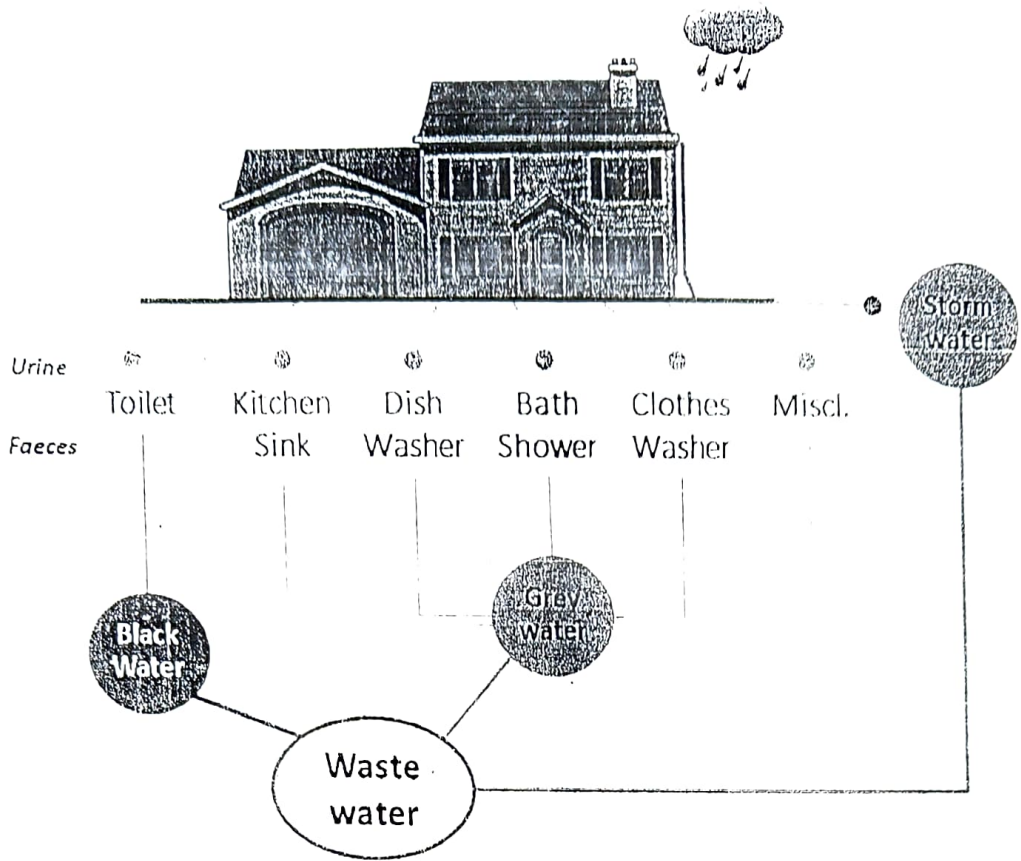 Storm
water
Urine
Toilet
Kitchen
Sink
Dish
Washer
Bath
Shower
Clothes
Washer
Miscl.
Faeces
Black
Water
Grey
water
Waste
water